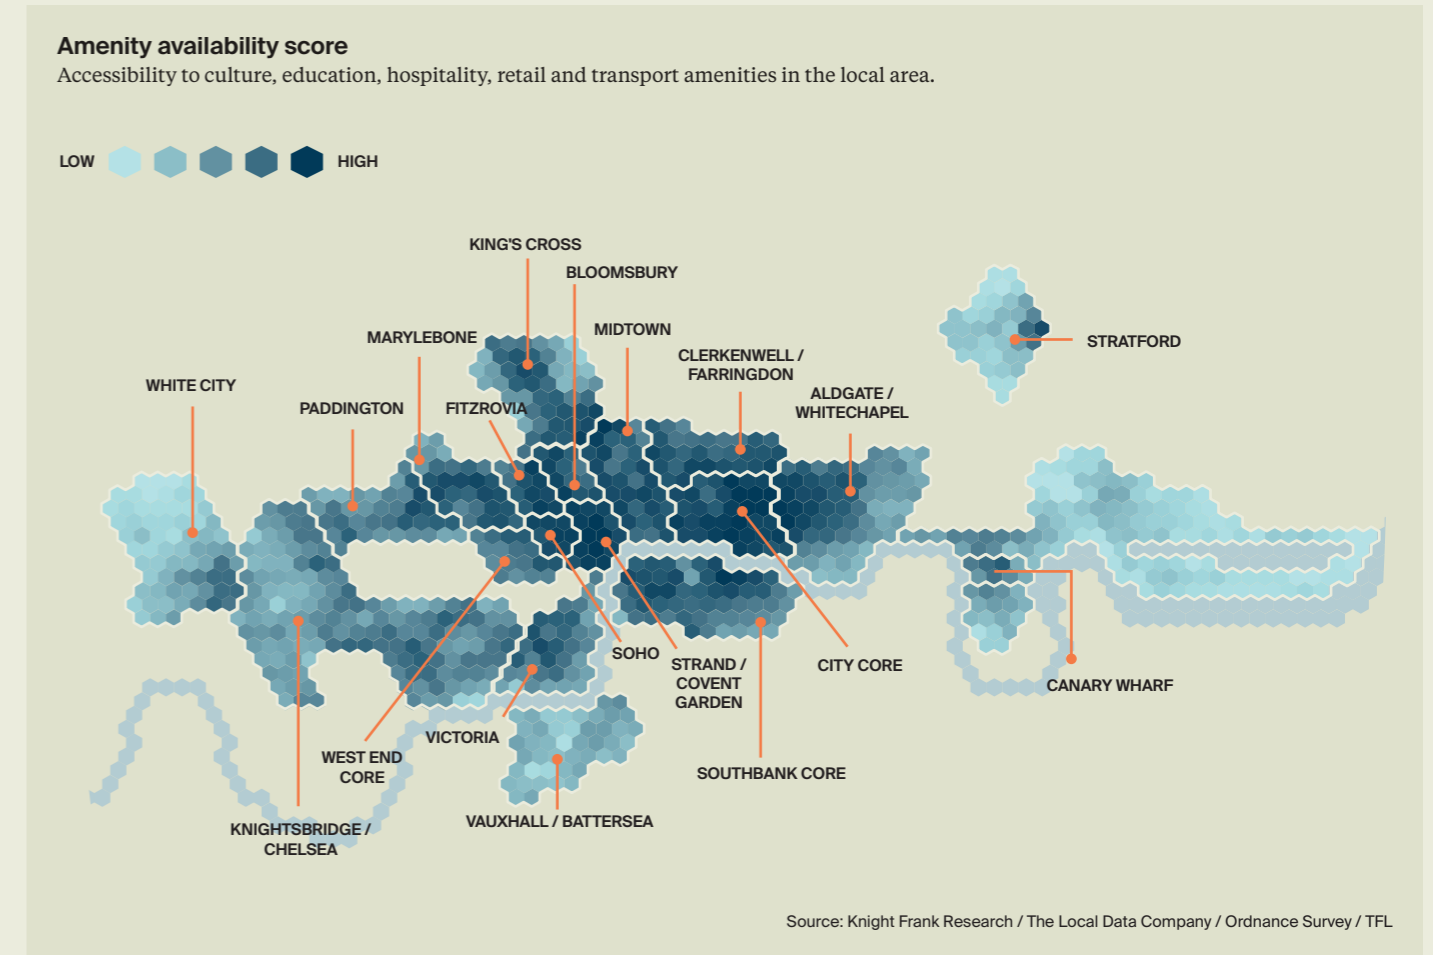 Amenity availability score
Accessibility to culture, education, hospitality, retail and transport amenities in the local area.
LOW
HIGH
KING'S CROSS
BLOOMSBURY
MARYLEBONE
MIDTOWN
STRATFORD
CLERKENWELL /
FARRINGDON
WHITE CITY
ALDGATE /
WHITECHAPEL
PADDINGTON
FITZROVIA
SOHO
STRAND /
COVENT
GARDEN
CITY CORE
CANARY WHARF
VICTORIA
WEST END
CORE
SOUTHBANK CORE
VAUXHALL / BATTERSEA
KNIGHTSBRIDGE /
CHELSEA
Source: Knight Frank Research / The Local Data Company / Ordnance Survey / TFL